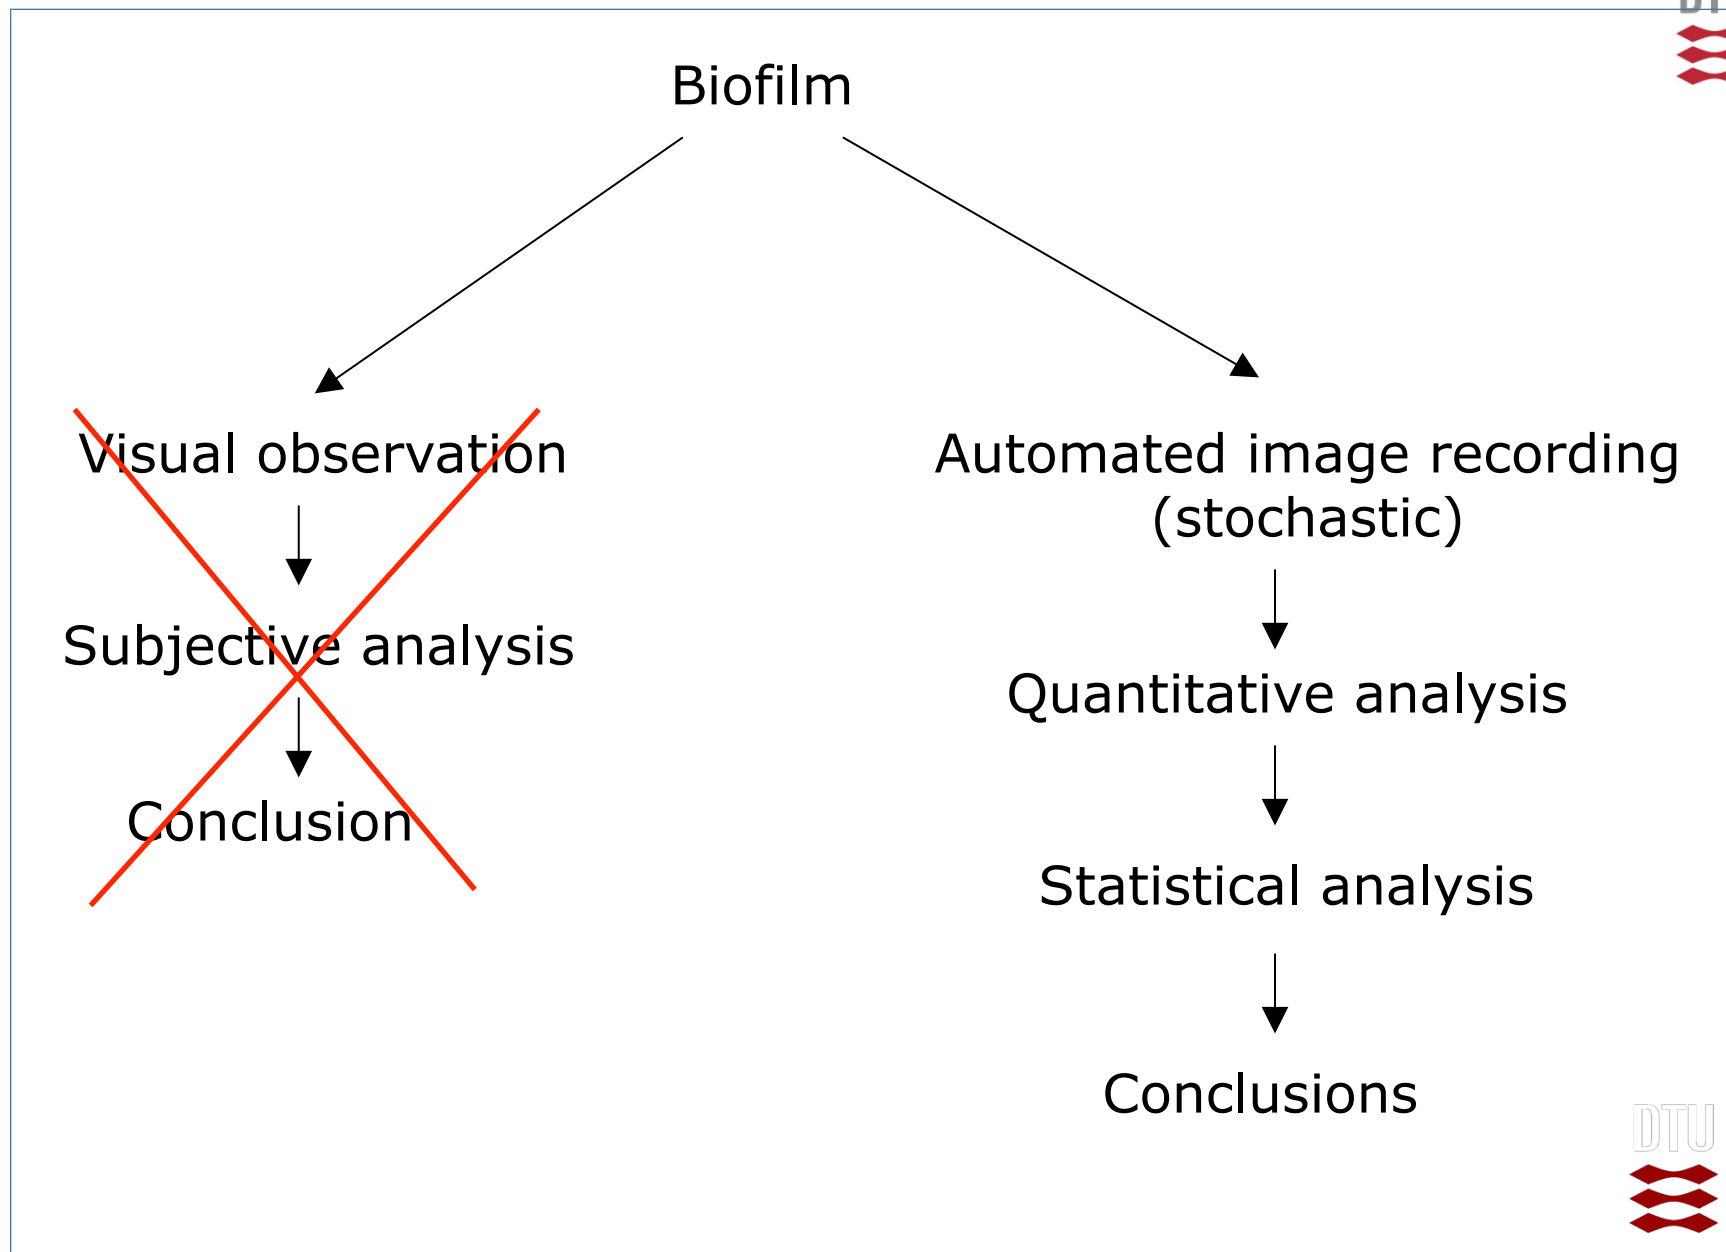 Biofilm
Visual observation
Subjective analysis
Conclusion
Automated image recording
(stochastic)
Quantitative analysis
Statistical analysis
Conclusions
DTU